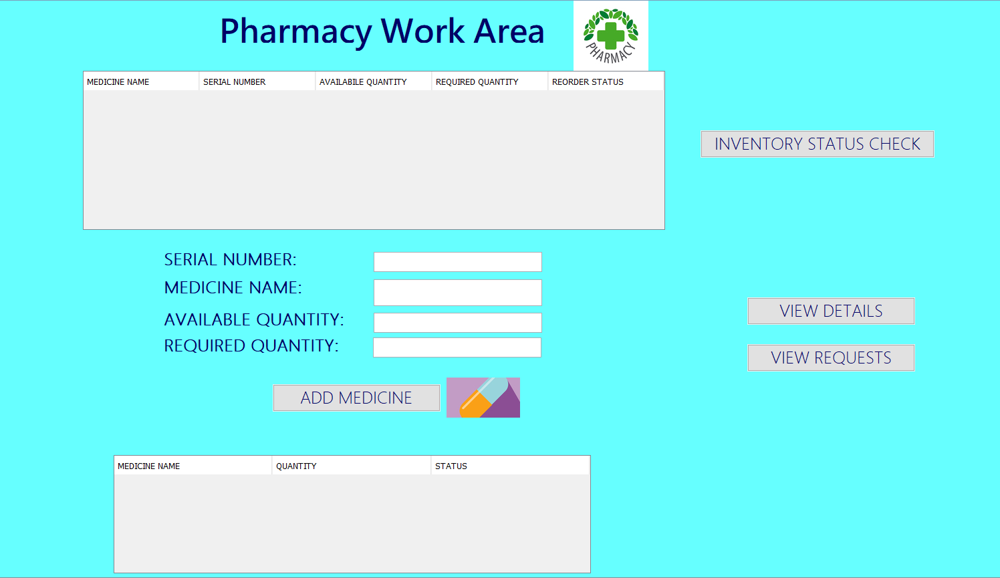 Pharmacy Work Area
PHARMACY
MEDICINE NAME SERIAL NUMBER AVAILABILE QUANTITY REQUIRED QUANTITY REORDER STATUS
INVENTORY STATUS CHECK
SERIAL NUMBER:
MEDICINE NAME:
AVAILABLE QUANTITY:
REQUIRED QUANTITY:
VIEW DETAILS
VIEW REQUESTS
ADD MEDICINE
MEDICINE NAME QUANTITY STATUS